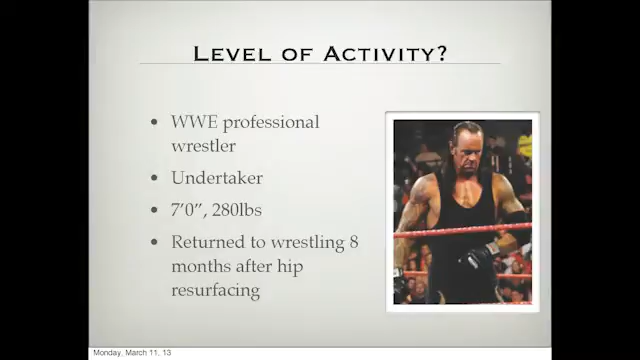 Level of Activity?
• WWE professional
wrestler
• Undertaker
• 7’0”, 280lbs
• Returned to wrestling 8
months after hip
resurfacing
Monday, March 11, 13